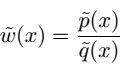 w̃(x) = p̃(x) / q̃(x)